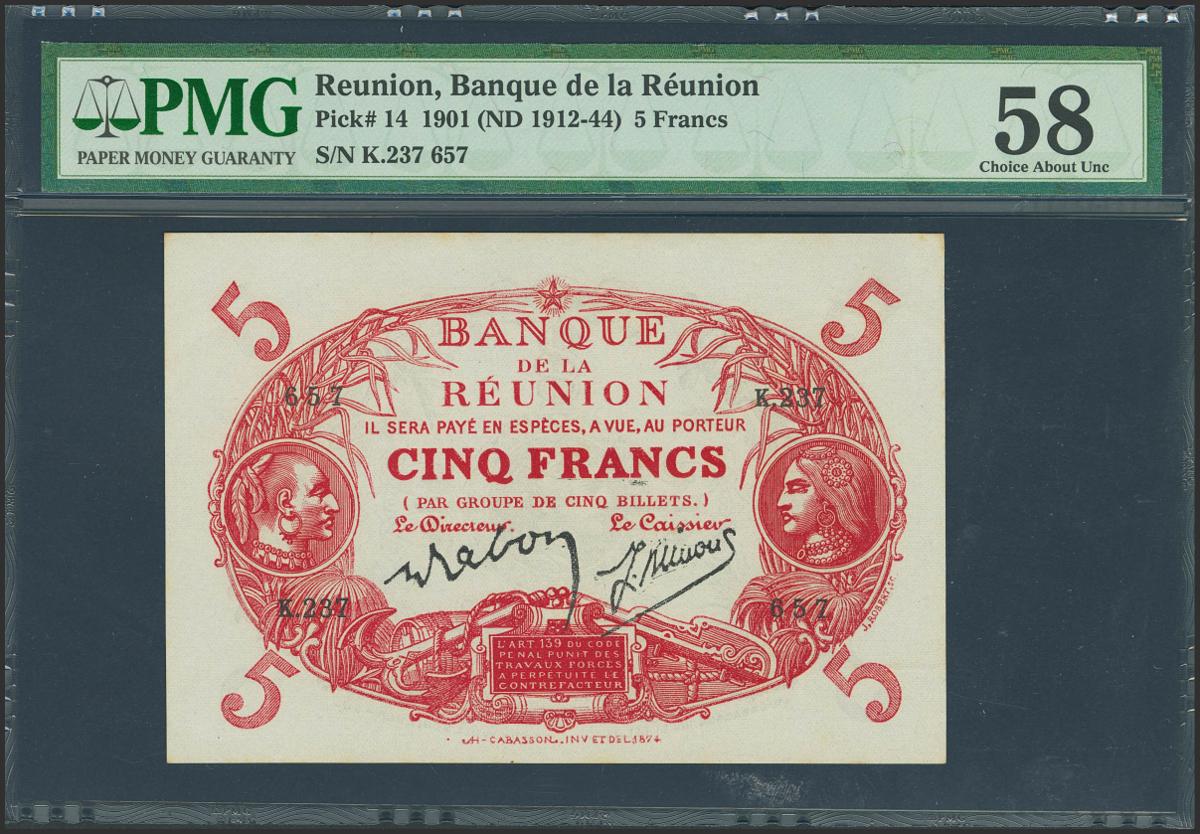 PMG
PAPER MONEY GUARANTY
Reunion, Banque de la Réunion
Pick# 14 1901 (ND 1912-44) 5 Francs
S/N K.237 657
58
Choice About Unc
5
5
BANQUE
DE LA
RÉUNION
657
K.237
IL SERA PAYÉ EN ESPÈCES, A VUE, AU PORTEUR
CINQ FRANCS
(PAR GROUPE DE CINQ BILLETS.)
Le Directeur.
Le Caissier
K.237
657
J. ROBERT. SC
L'ART 139 DU CODE
PENAL PUNIT DES
TRAVAUX FORCÉS
A PERPETUITE LE
CONTREFACTEUR
5
5
H-CABASSON. INV ET DEL 1874